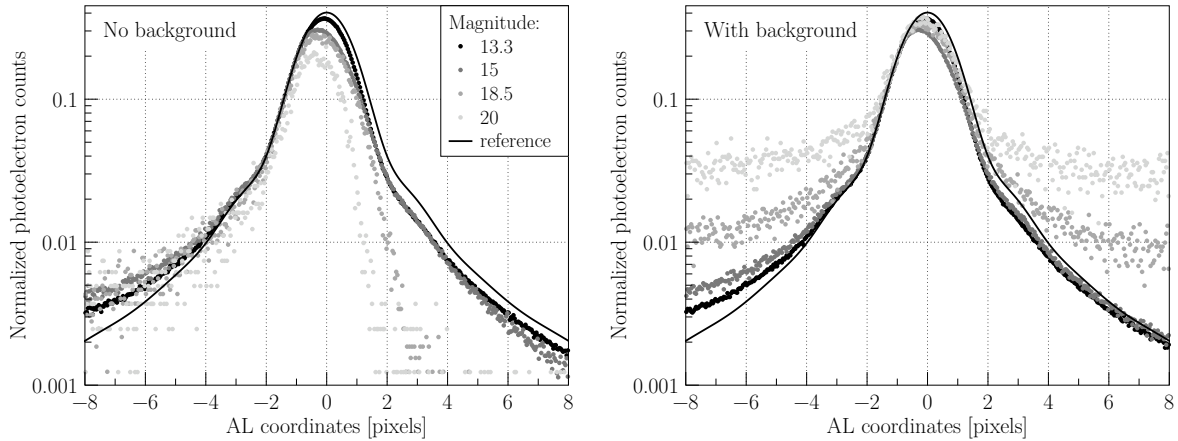 No background
Magnitude:
13.3
15
18.5
20
reference
Normalized photoelectron counts
0.1
0.01
0.001
−8 −6 −4 −2 0 2 4 6 8
AL coordinates [pixels]
With background
Normalized photoelectron counts
0.1
0.01
0.001
−8 −6 −4 −2 0 2 4 6 8
AL coordinates [pixels]